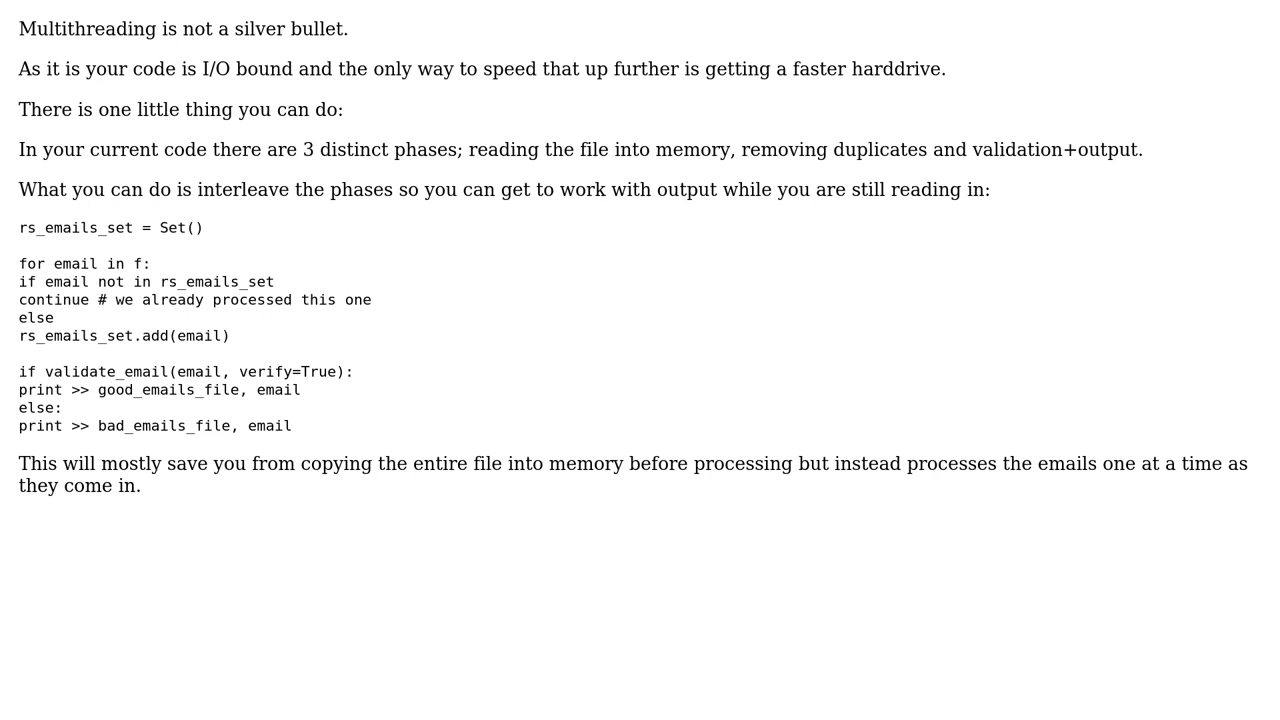 Multithreading is not a silver bullet.
As it is your code is I/O bound and the only way to speed that up further is getting a faster harddrive.
There is one little thing you can do:
In your current code there are 3 distinct phases; reading the file into memory, removing duplicates and validation+output.
What you can do is interleave the phases so you can get to work with output while you are still reading in:
rs_emails_set = Set()
for email in f:
if email not in rs_emails_set
continue # we already processed this one
else
rs_emails_set.add(email)
if validate_email(email, verify=True):
print >> good_emails_file, email
else:
print >> bad_emails_file, email
This will mostly save you from copying the entire file into memory before processing but instead processes the emails one at a time as
they come in.